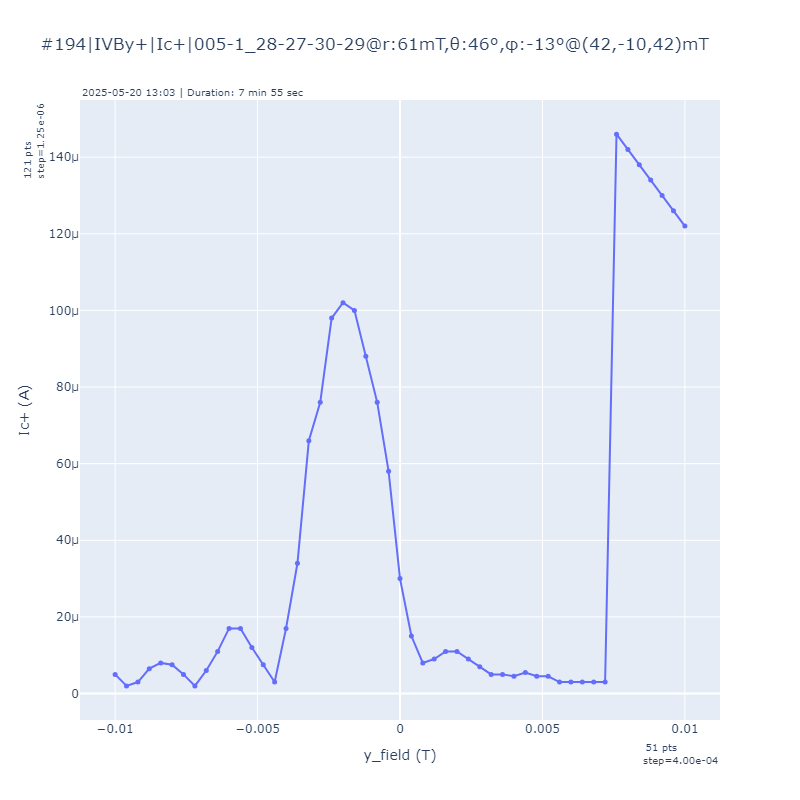 #194|IVBy+|Ic+|005-1_28-27-30-29@r:61mT,θ:46°,φ:-13°@(42,-10,42)mT
2025-05-20 13:03 | Duration: 7 min 55 sec
121 pts
step=1.25e-06
140μ
120μ
100μ
80μ
60μ
40μ
20μ
0
Ic+ (A)
−0.01
−0.005
0
0.005
0.01
y_field (T)
51 pts
step=4.00e-04